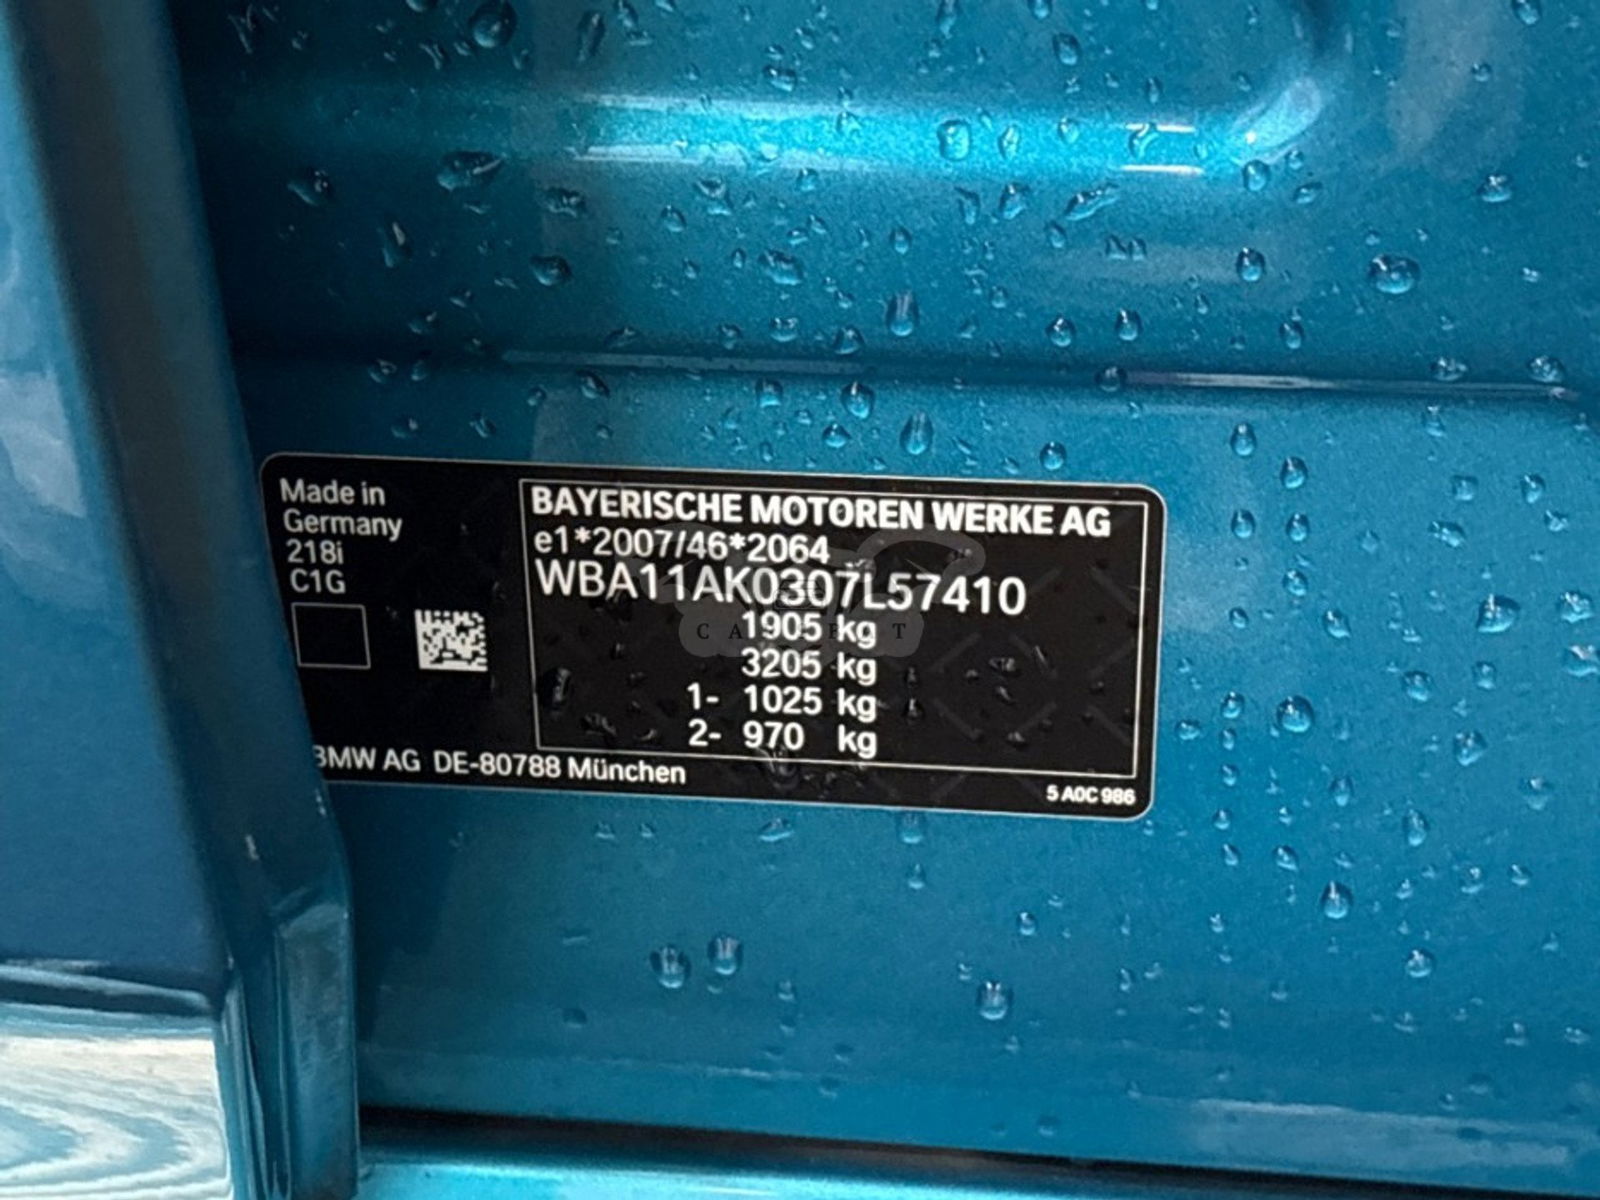 Made in
Germany
218i
C1G
BAYERISCHE MOTOREN WERKE AG
e1*2007/46*2064
WBA11AK0307L57410
1905 kg
3205 kg
1- 1025 kg
2- 970 kg
BMW AG DE-80788 München
5 A0C 986